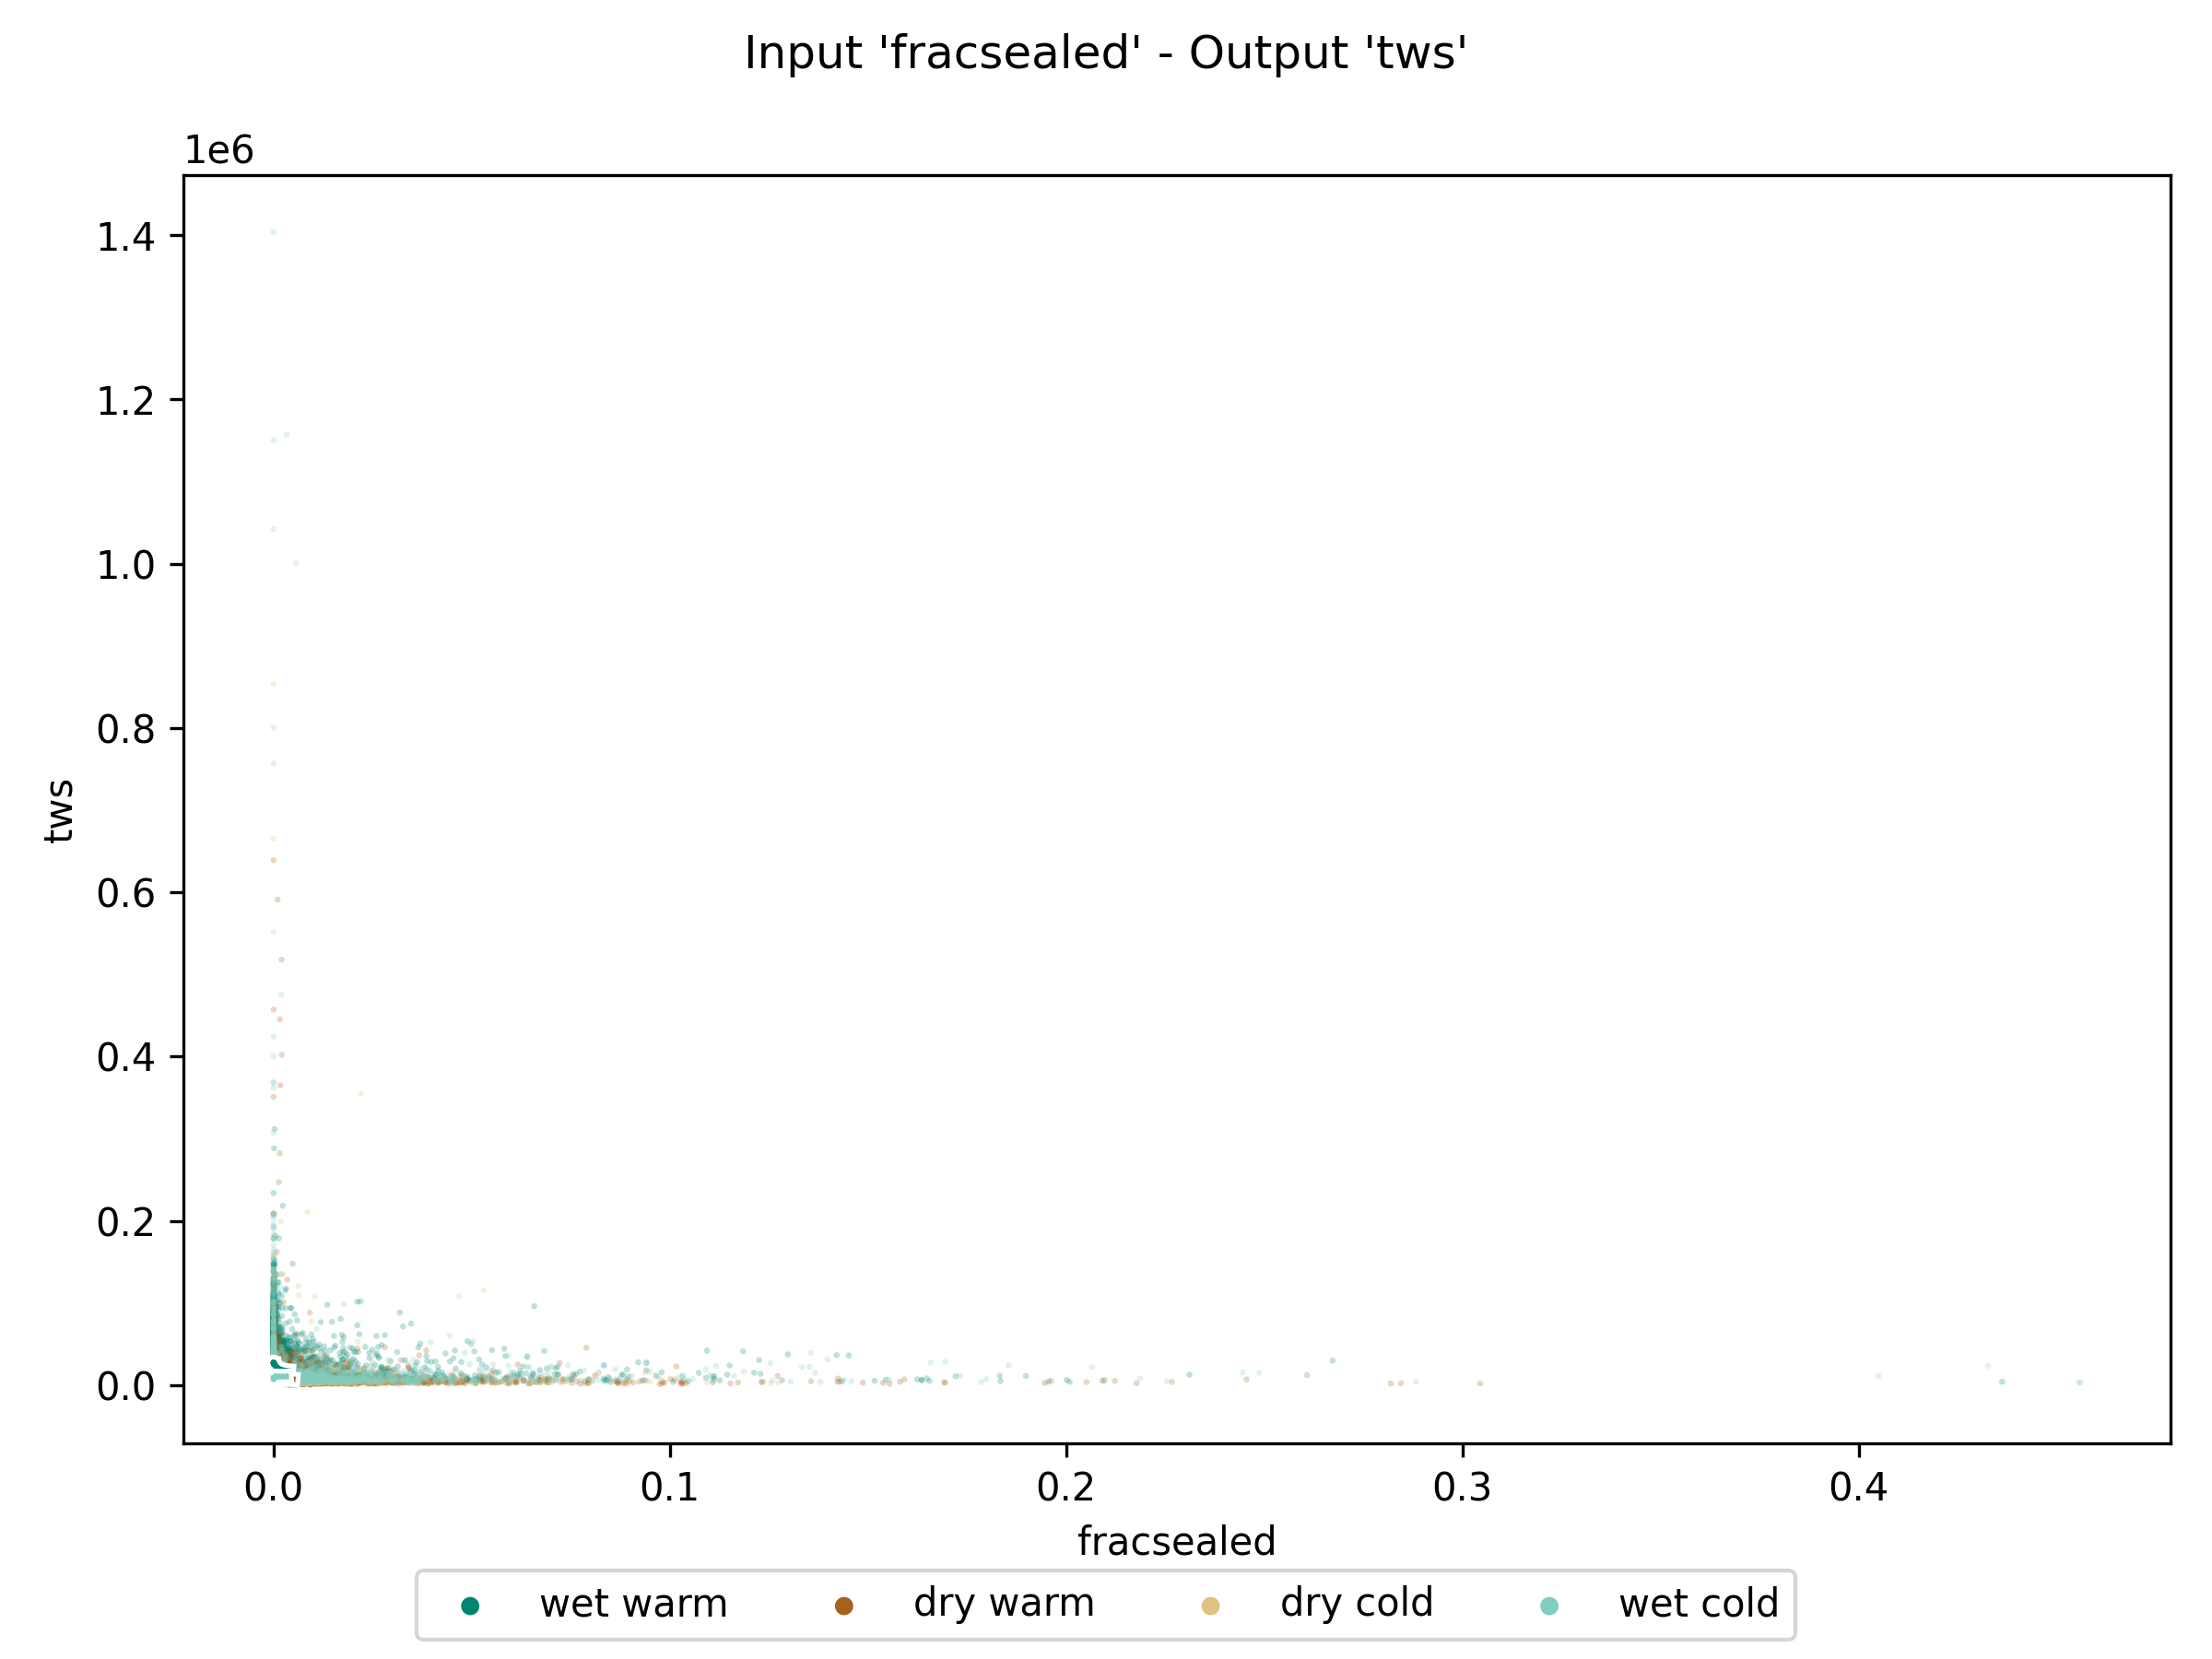 Input 'fracsealed' - Output 'tws'
1e6
1.4
1.2
1.0
0.8
0.6
0.4
0.2
0.0
tws
0.0 0.1 0.2 0.3 0.4
fracsealed
wet warm dry warm dry cold wet cold